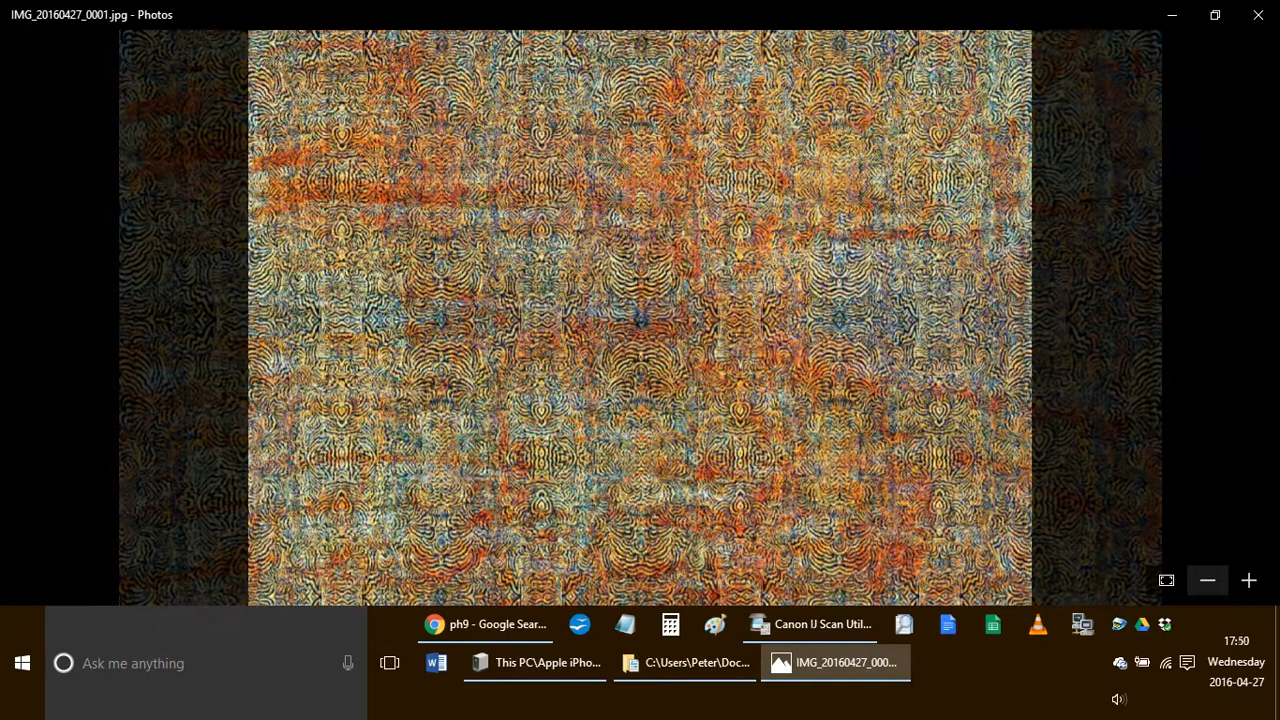 IMG_20160427_0001.jpg - Photos
ph9 - Google Sear...
Canon IJ Scan Util...
17:50
Ask me anything
This PC\Apple iPho...
C:\Users\Peter\Doc...
IMG_20160427_000...
Wednesday
2016-04-27